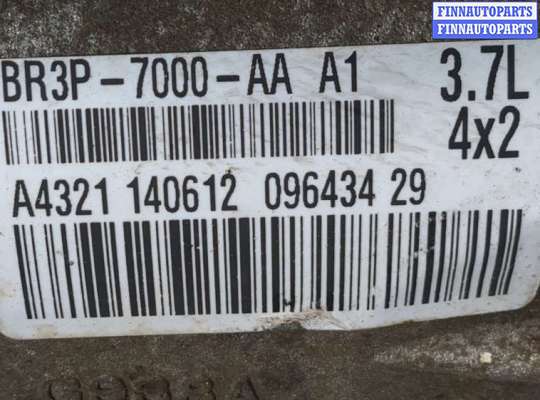 FINNAUTOPARTS
FINNAUTOPARTS
BR3P-7000-AA A1
3.7L
4x2
A4321 140612 096434 29